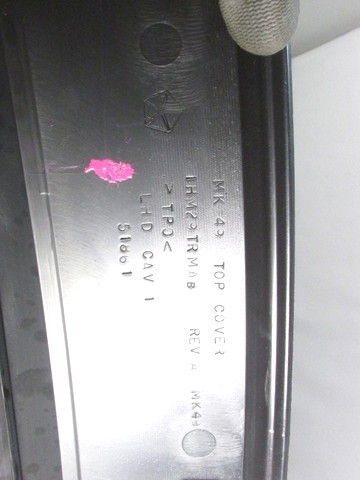 MK 49 TOP COVER
1HM29TRMAB REV A MK49
>TPO<
LHD CAV 1
51861